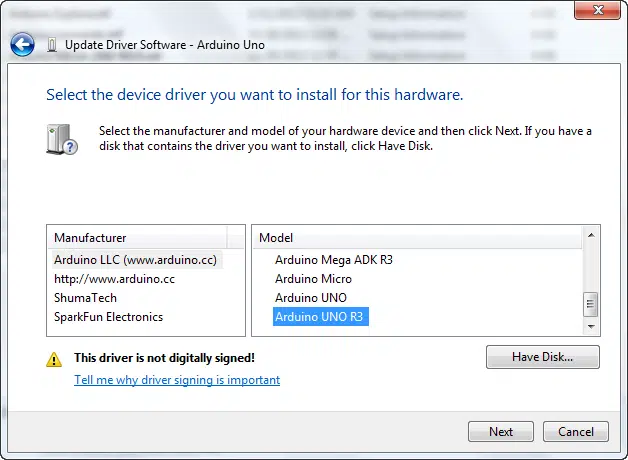 Update Driver Software - Arduino Uno
Select the device driver you want to install for this hardware.
Select the manufacturer and model of your hardware device and then click Next. If you have a
disk that contains the driver you want to install, click Have Disk.
Manufacturer
Arduino LLC (www.arduino.cc)
http://www.arduino.cc
ShumaTech
SparkFun Electronics
Model
Arduino Mega ADK R3
Arduino Micro
Arduino UNO
Arduino UNO R3
This driver is not digitally signed!
Tell me why driver signing is important
Have Disk...
Next
Cancel